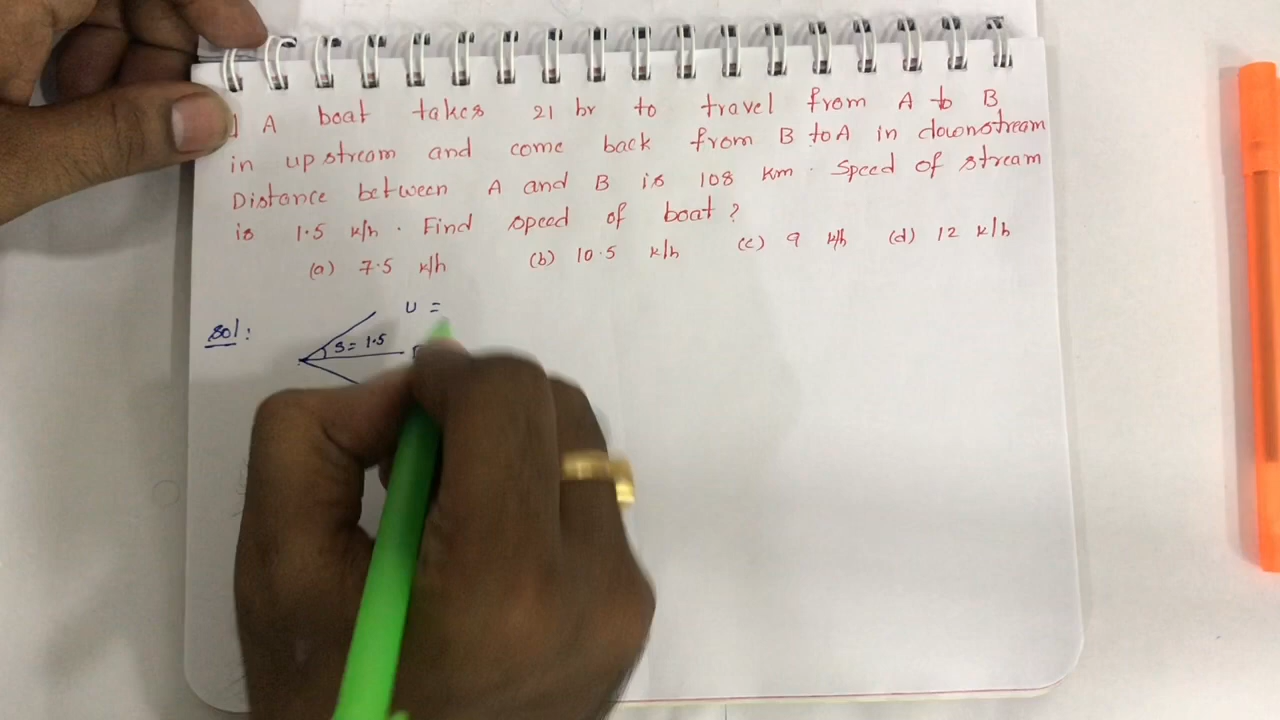 1] A boat takes 21 hr to travel from A to B
in upstream and come back from B to A in downstream
Distance between A and B is 108 km. Speed of stream
is 1.5 k/h. Find speed of boat?
(a) 7.5 k/h (b) 10.5 k/h (c) 9 k/h (d) 12 k/h
Sol: U =
S = 1.5